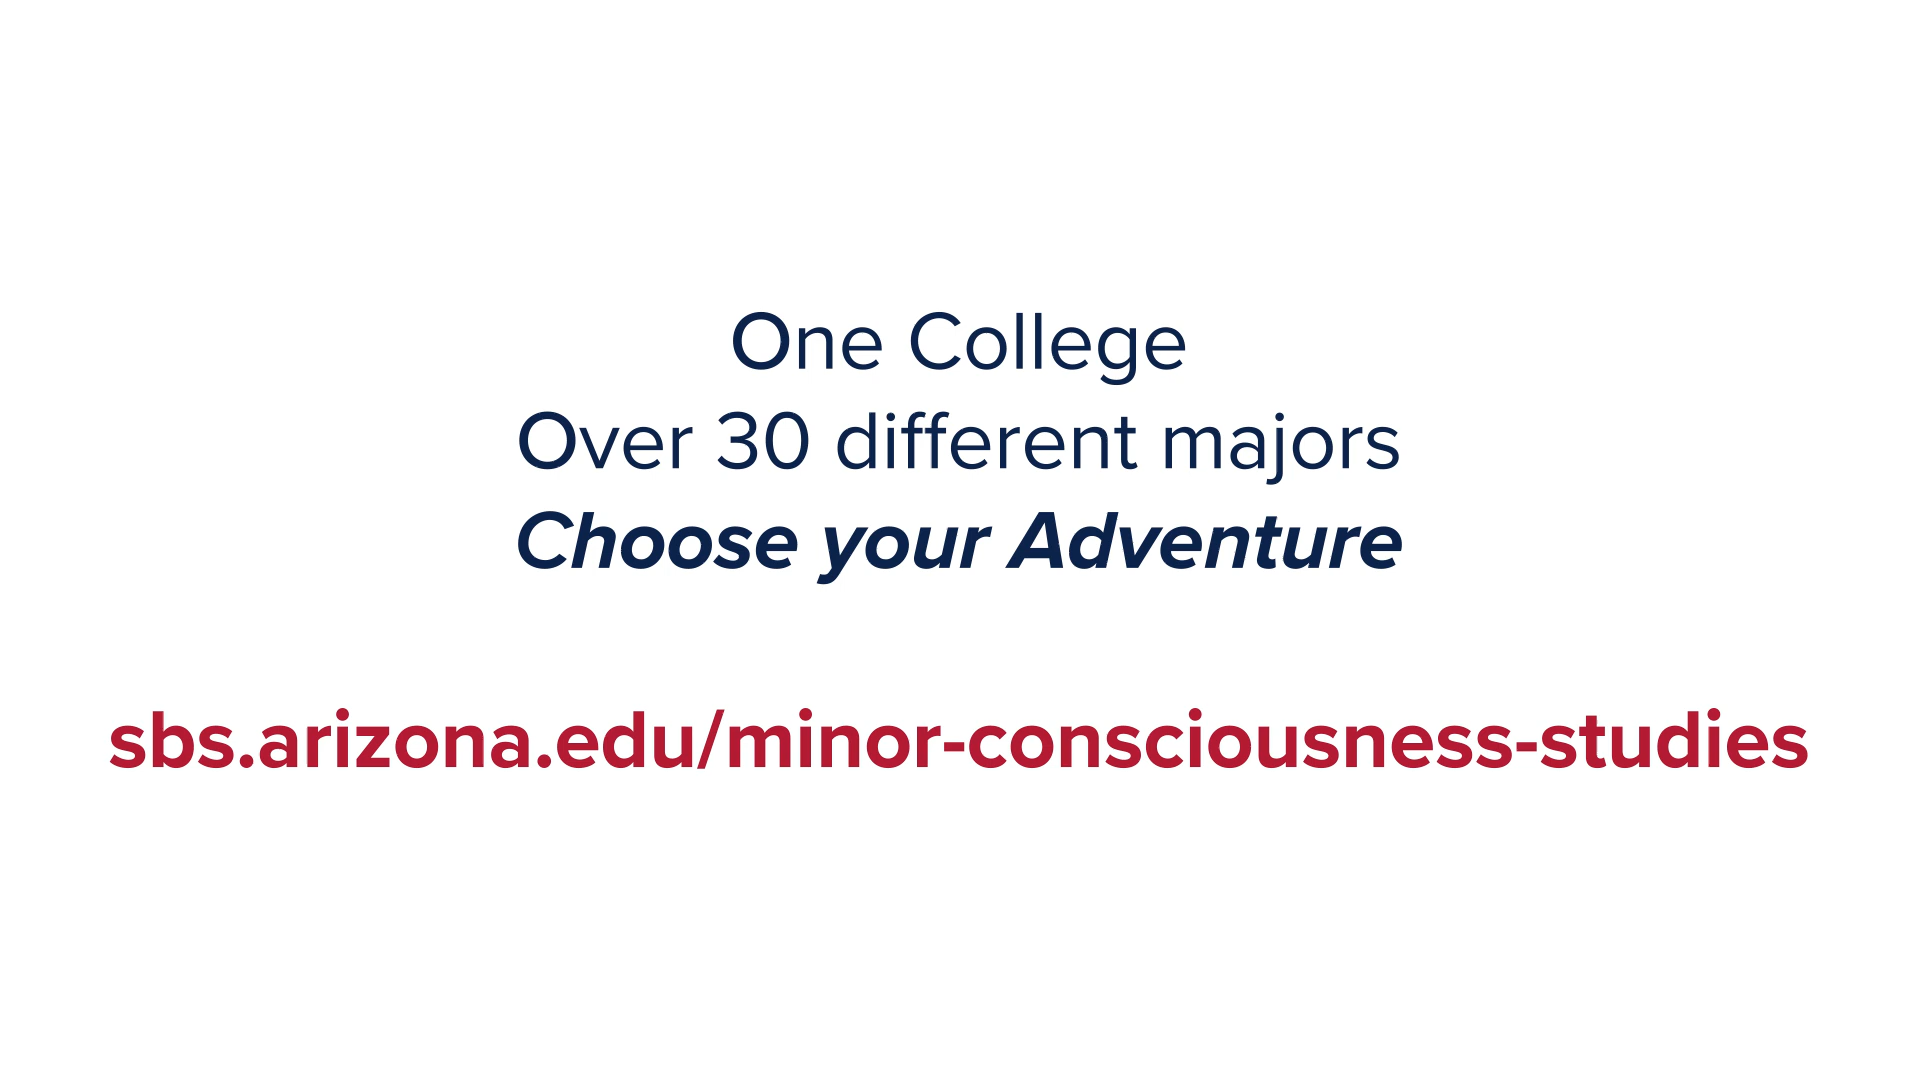 One College
Over 30 different majors
Choose your Adventure
sbs.arizona.edu/minor-consciousness-studies